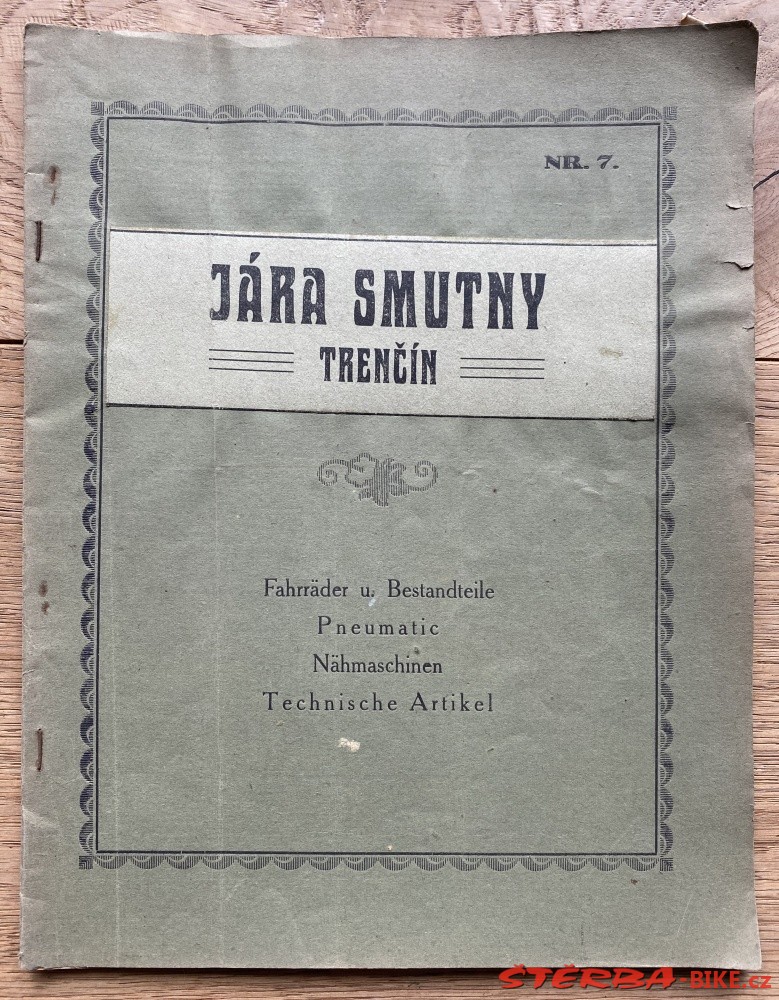 NR. 7.
JÁRA SMUTNY
TRENČÍN
Fahrräder u. Bestandteile
Pneumatic
Nähmaschinen
Technische Artikel
ŠTĚRBA-BIKE.cz